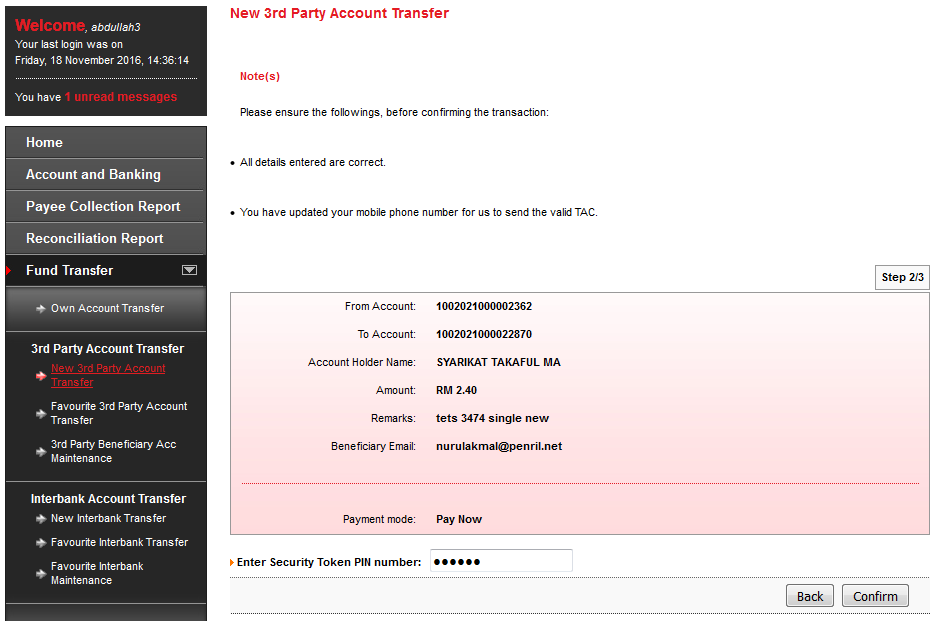 Welcome, abdullah3
Your last login was on
Friday, 18 November 2016, 14:36:14
You have 1 unread messages
Home
Account and Banking
Payee Collection Report
Reconciliation Report
Fund Transfer
Own Account Transfer
3rd Party Account Transfer
New 3rd Party Account
Transfer
Favourite 3rd Party Account
Transfer
3rd Party Beneficiary Acc
Maintenance
Interbank Account Transfer
New Interbank Transfer
Favourite Interbank Transfer
Favourite Interbank
Maintenance
New 3rd Party Account Transfer
Note(s)
Please ensure the followings, before confirming the transaction:
• All details entered are correct.
• You have updated your mobile phone number for us to send the valid TAC.
Step 2/3
From Account: 1002021000002362
To Account: 1002021000022870
Account Holder Name: SYARIKAT TAKAFUL MA
Amount: RM 2.40
Remarks: tets 3474 single new
Beneficiary Email: nurulakmal@penril.net
Payment mode: Pay Now
Enter Security Token PIN number: ●●●●●●
Back Confirm